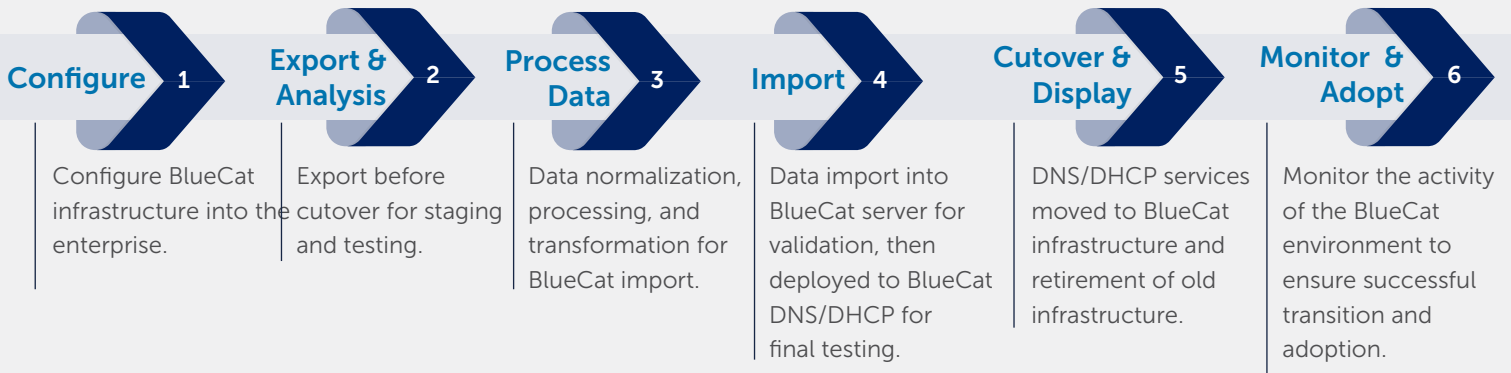 Configure
1
Configure BlueCat
infrastructure into the
enterprise.
Export &
Analysis
2
Export before
cutover for staging
and testing.
Process
Data
3
Data normalization,
processing, and
transformation for
BlueCat import.
Import
4
Data import into
BlueCat server for
validation, then
deployed to BlueCat
DNS/DHCP for
final testing.
Cutover &
Display
5
DNS/DHCP services
moved to BlueCat
infrastructure and
retirement of old
infrastructure.
Monitor &
Adopt
6
Monitor the activity
of the BlueCat
environment to
ensure successful
transition and
adoption.